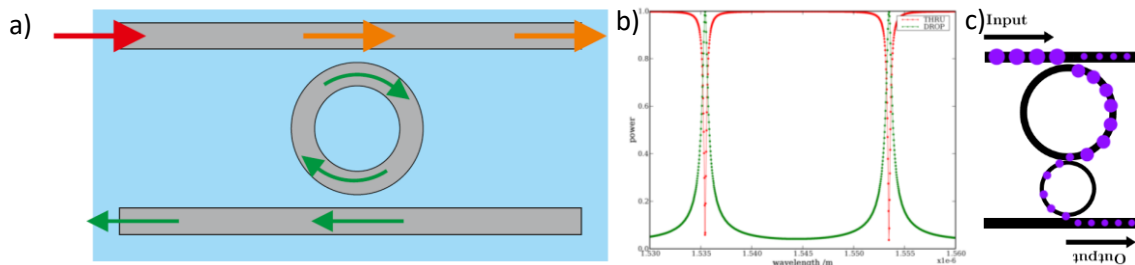 a)
b)
1.0
0.8
0.6
0.4
0.2
0.0
power
THRU
DROP
1.530
1.535
1.540
1.545
1.550
1.555
1.560
wavelength /m
x1e-6
c)
Input
Output